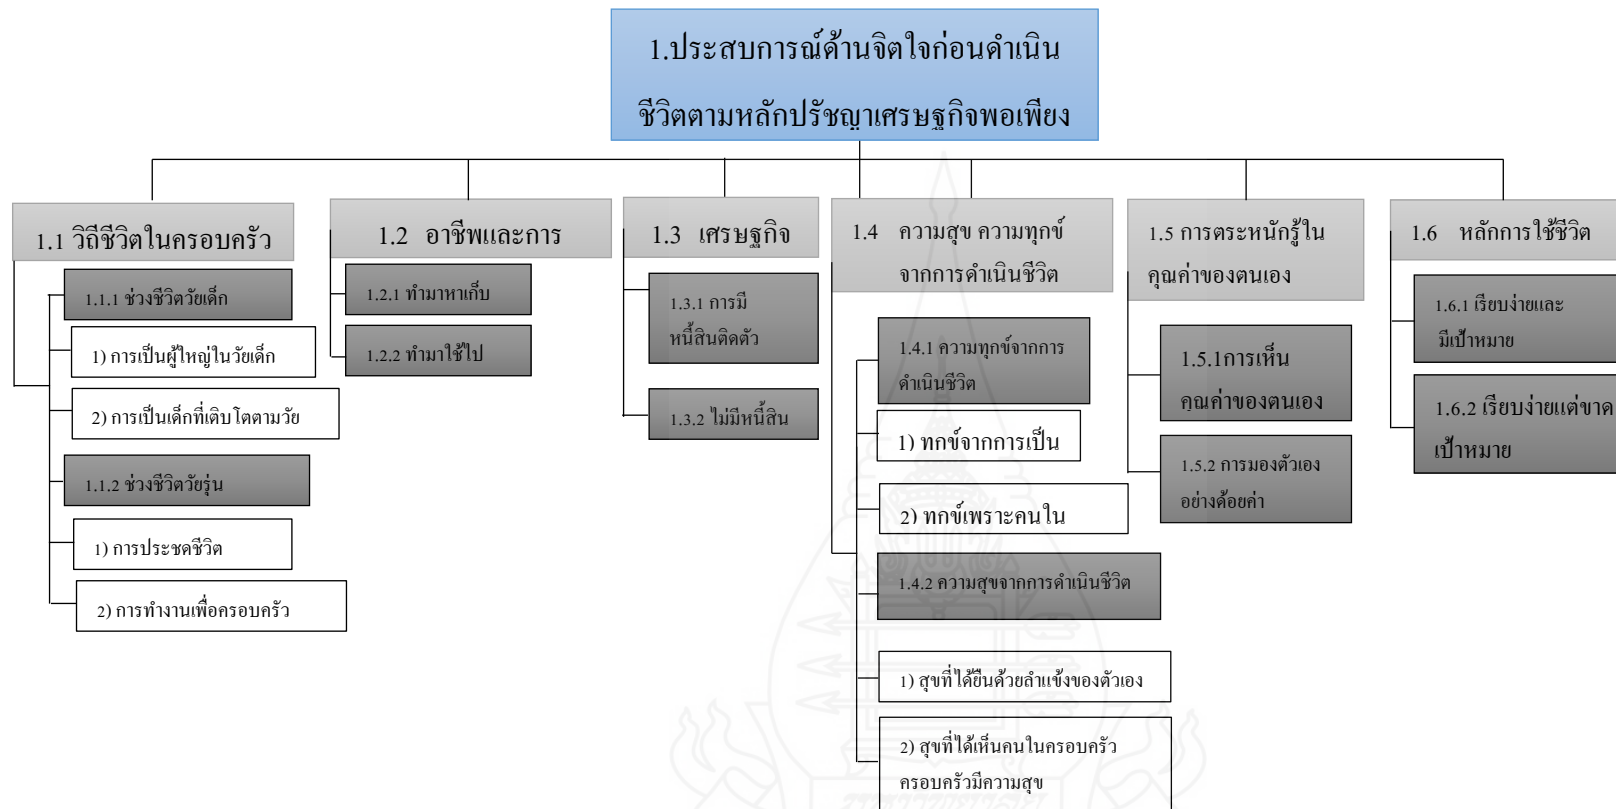 1.ประสบการณ์ด้านจิตใจก่อนดำเนิน
ชีวิตตามหลักปรัชญาเศรษฐกิจพอเพียง
1.1 วิถีชีวิตในครอบครัว
1.1.1 ช่วงชีวิตวัยเด็ก
1) การเป็นผู้ใหญ่ในวัยเด็ก
2) การเป็นเด็กที่เติบโตตามวัย
1.1.2 ช่วงชีวิตวัยรุ่น
1) การประชดชีวิต
2) การทำงานเพื่อครอบครัว
1.2 อาชีพและการ
1.2.1 ทำมาหาเก็บ
1.2.2 ทำมาใช้ไป
1.3 เศรษฐกิจ
1.3.1 การมี
หนี้สินติดตัว
1.3.2 ไม่มีหนี้สิน
1.4 ความสุข ความทุกข์
จากการดำเนินชีวิต
1.4.1 ความทุกข์จากการ
ดำเนินชีวิต
1) ทุกข์จากการเป็น
2) ทุกข์เพราะคนใน
1.4.2 ความสุขจากการดำเนินชีวิต
1) สุขที่ได้ยืนด้วยลำแข้งของตัวเอง
2) สุขที่ได้เห็นคนในครอบครัว
ครอบครัวมีความสุข
1.5 การตระหนักรู้ใน
คุณค่าของตนเอง
1.5.1การเห็น
คุณค่าของตนเอง
1.5.2 การมองตัวเอง
อย่างด้อยค่า
1.6 หลักการใช้ชีวิต
1.6.1 เรียบง่ายและ
มีเป้าหมาย
1.6.2 เรียบง่ายแต่ขาด
เป้าหมาย